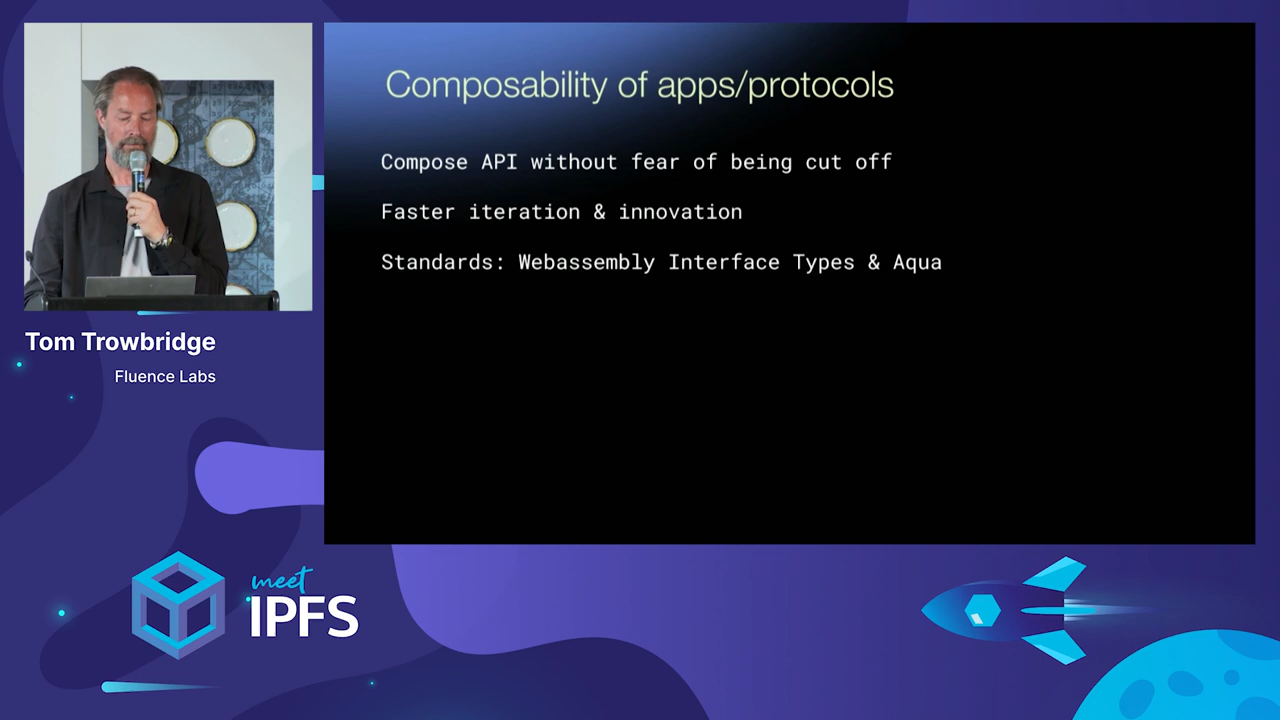 Composability of apps/protocols
Compose API without fear of being cut off
Faster iteration & innovation
Standards: Webassembly Interface Types & Aqua
Tom Trowbridge
Fluence Labs
meet
IPFS